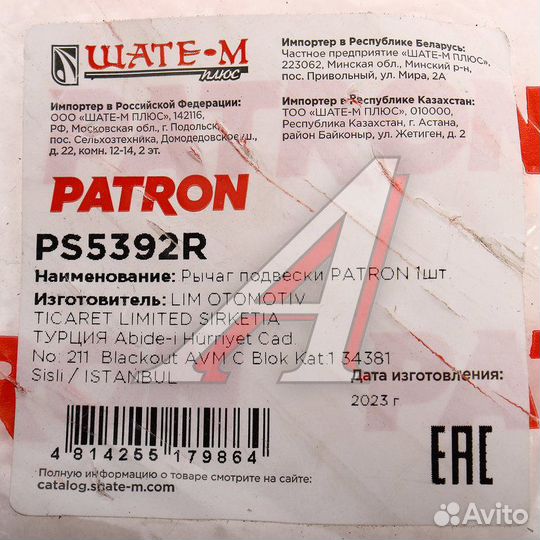 ШАТЕ-М
ПЛЮС
Импортер в Республике Беларусь:
Частное предприятие «ШАТЕ-М ПЛЮС»,
223062, Минская обл., Минский р-н,
пос. Привольный, ул. Мира, 2А
Импортер в Российской Федерации:
ООО «ШАТЕ-М ПЛЮС», 142116,
РФ, Московская обл., г. Подольск
пос. Сельхозтехника, Домодедовское ш.,
д. 22, комн. 12-14, 2 эт.
Импортер в Республике Казахстан:
ТОО «ШАТЕ-М ПЛЮС», 010000,
Республика Казахстан, г. Астана,
район Байконыр, ул. Жетиген, д. 2
PATRON
PS5392R
Наименование: Рычаг подвески PATRON 1шт.
Изготовитель: LIM OTOMOTIV
TICARET LIMITED SIRKETIA
ТУРЦИЯ Abide-i Hürriyet Cad.
No: 211 Blackout AVM C Blok Kat:1 34381
Sisli / ISTANBUL
Дата изготовления:
2023 г
4 814255 179864
EAC
Полную информацию о товаре смотрите на сайте:
catalog.shate-m.com
Avito